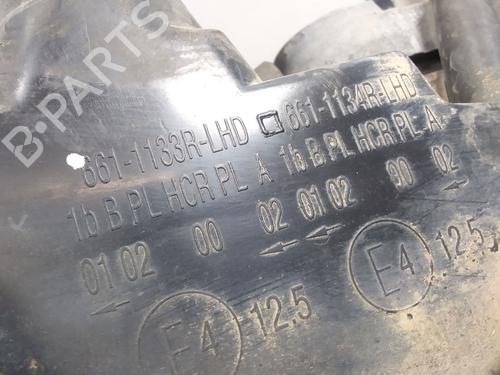 B-PARTS
661-1133R-LHD 661-1134R-LHD
1b B PL HCR PL A 1b B PL HCR PL A
01 02 00 02 01 02 00 02
E4 12.5 E4 12.5